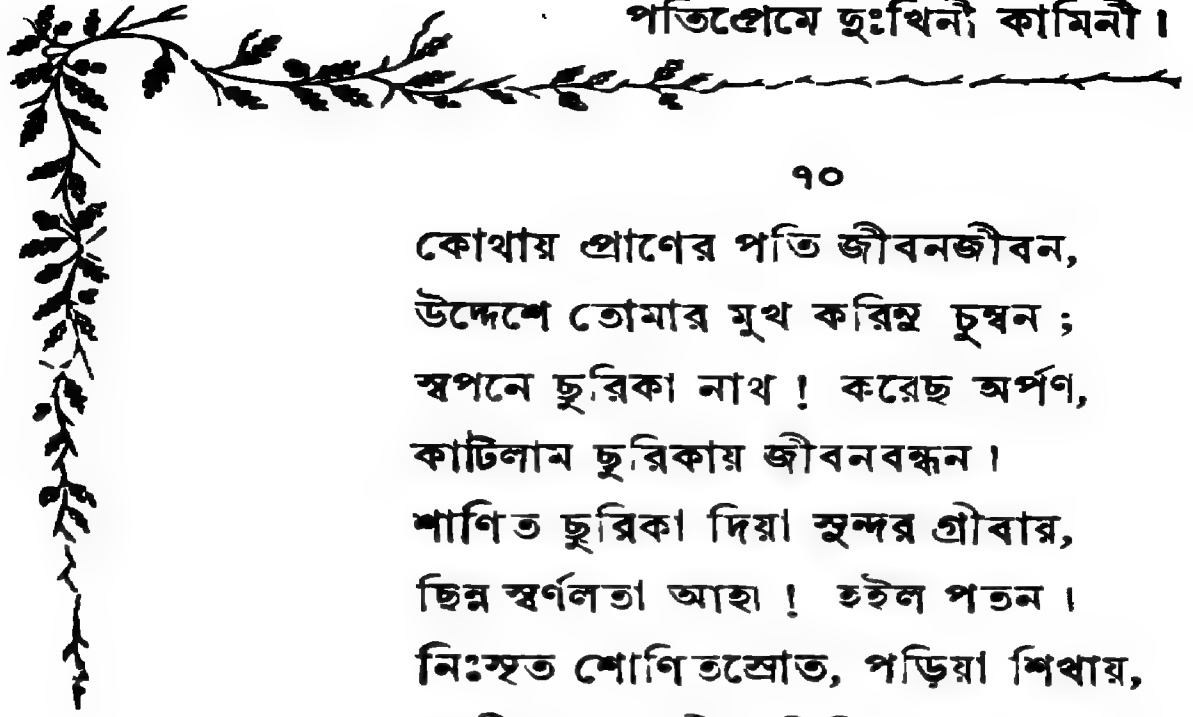 পতিপ্রেমে দুঃখিনী কামিনী ।
৭০
কোথায় প্রাণের পতি জীবনজীবন,
উদ্দেশে তোমার মুখ করিনু চুম্বন ;
স্বপনে ছুরিকা নাথ ! করেছ অর্পণ,
কাটিলাম ছুরিকায় জীবনবন্ধন ।
শাণিত ছুরিকা দিয়া সুন্দর গ্রীবার,
ছিন্ন স্বর্ণলতা আহা ! হইল পতন ।
নিঃসৃত শোণিতস্রোত, পড়িয়া শিখায়,